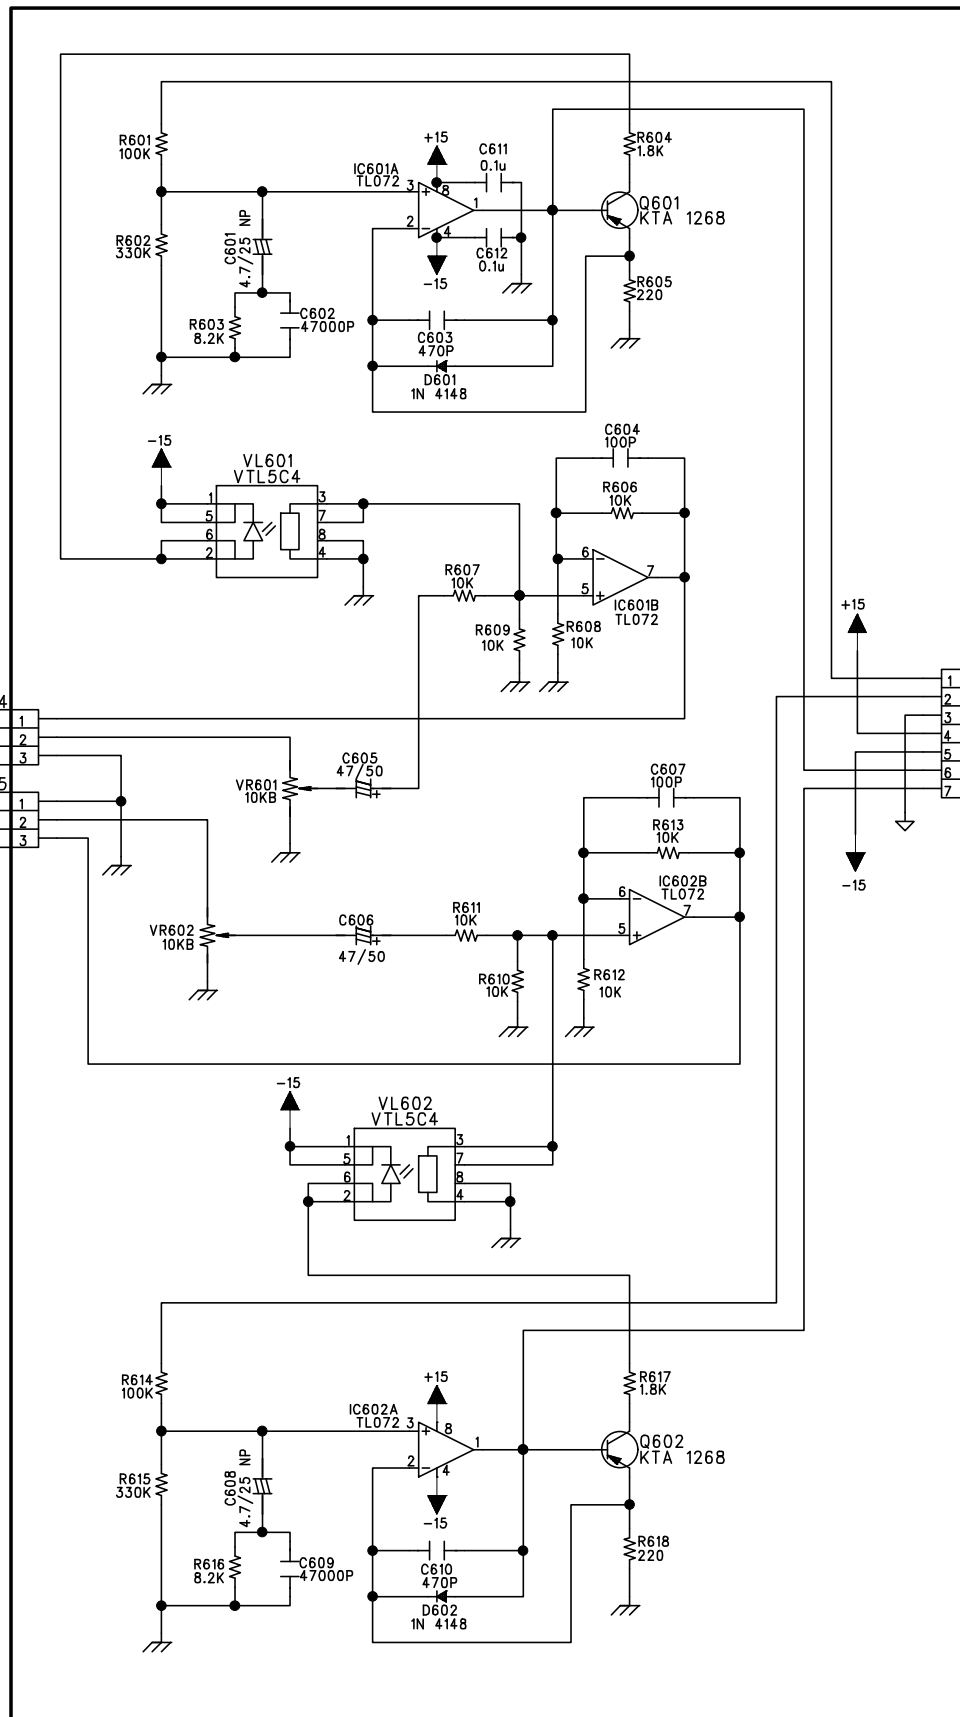 R601
100K
R602
330K
C601
4.7/25 NP
R603
8.2K
C602
47000P
IC601A
TL072
+15
3
+
8
1
2
−
4
-15
C611
0.1u
C612
0.1u
R604
1.8K
Q601
KTA 1268
R605
220
C603
470P
D601
1N 4148
-15
VL601
VTL5C4
1
5
6
2
3
7
8
4
C604
100P
R606
10K
R607
10K
R609
10K
R608
10K
6
−
5
+
7
IC601B
TL072
4
1
2
3
5
1
2
3
VR601
10KB
C605
47/50
+
VR602
10KB
C606
47/50
+
R611
10K
R610
10K
C607
100P
R613
10K
IC602B
TL072
6
−
5
+
7
R612
10K
+15
-15
1
2
3
4
5
6
7
-15
VL602
VTL5C4
1
5
6
2
3
7
8
4
R614
100K
R615
330K
C608
4.7/25 NP
R616
8.2K
C609
47000P
IC602A
TL072
+15
3
+
8
1
2
−
4
-15
R617
1.8K
Q602
KTA 1268
R618
220
C610
470P
D602
1N 4148